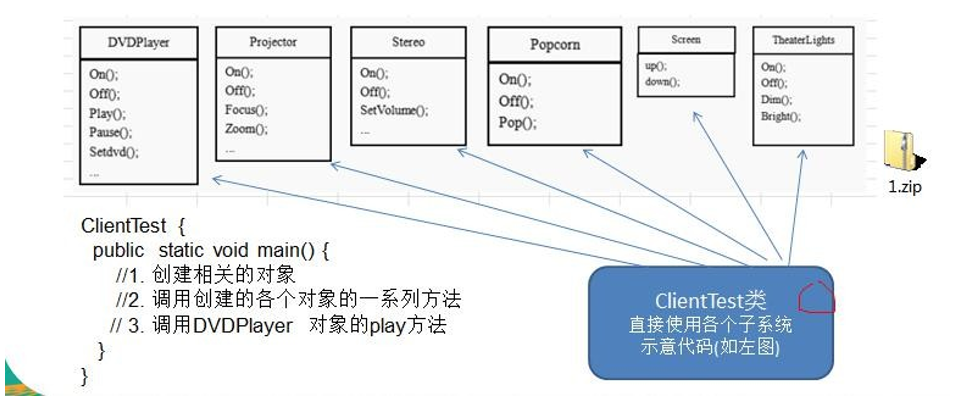 DVDPlayer
On();
Off();
Play();
Pause();
Setdvd();
...
Projector
On();
Off();
Focus();
Zoom();
...
Stereo
On();
Off();
SetVolume();
...
Popcorn
On();
Off();
Pop();
Screen
up();
down();
TheaterLights
On();
Off();
Dim();
Bright();
1.zip
ClientTest {
public static void main() {
//1. 创建相关的对象
//2. 调用创建的各个对象的一系列方法
// 3. 调用DVDPlayer 对象的play方法
}
}
ClientTest类
直接使用各个子系统
示意代码(如左图)